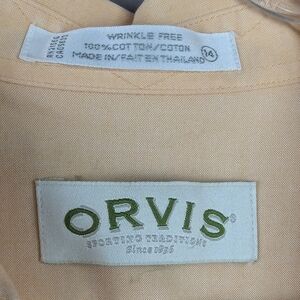 WRINKLE FREE
100% COTTON/COTON
MADE IN/FAIT EN THAILAND
14
ORVIS®
SPORTING TRADITIONS
Since 1856